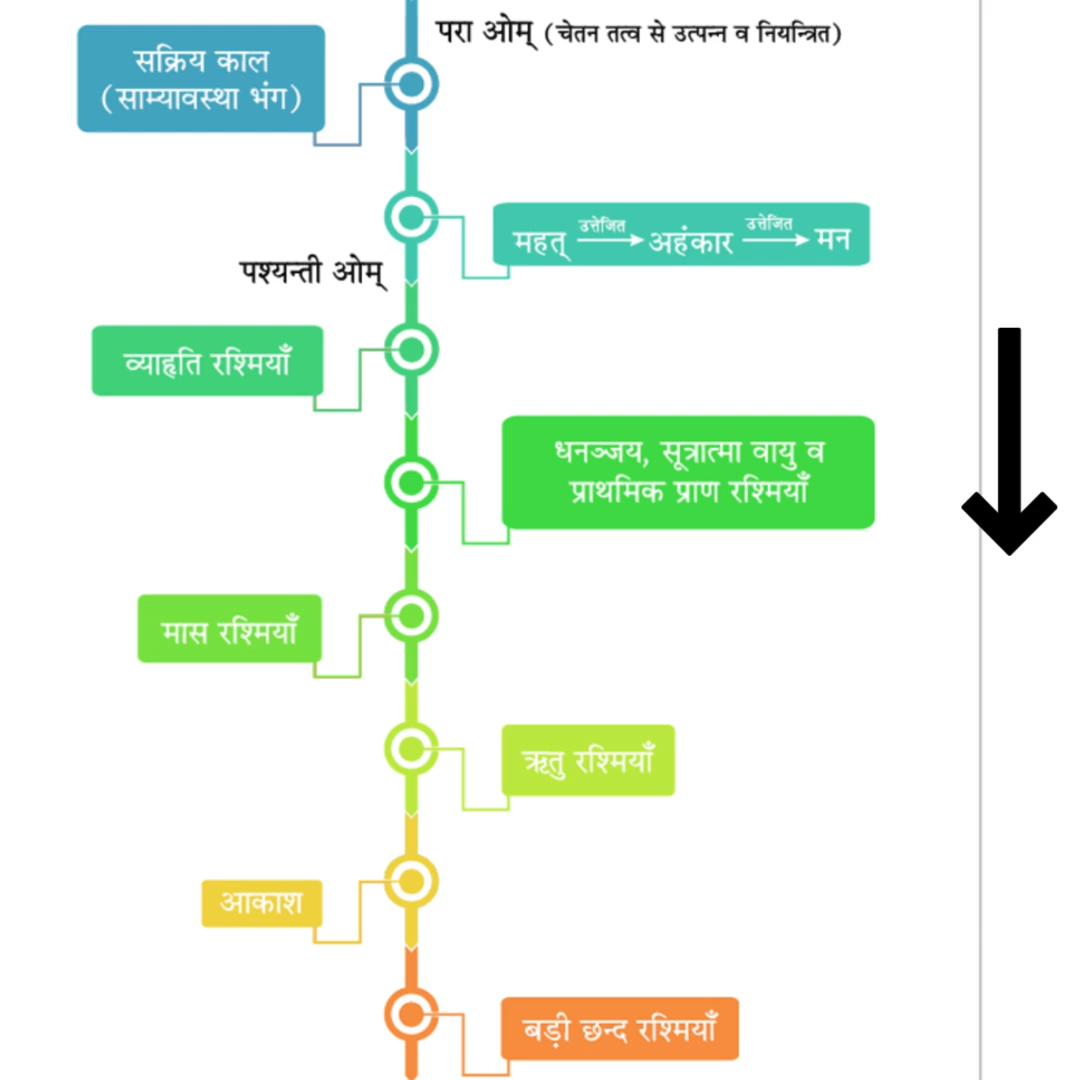 परा ओम् (चेतन तत्व से उत्पन्न व नियन्त्रित)
सक्रिय काल
(साम्यावस्था भंग)
महत् उत्तेजित अहंकार उत्तेजित मन
पश्यन्ती ओम्
व्याहृति रश्मियाँ
धनञ्जय, सूत्रात्मा वायु व
प्राथमिक प्राण रश्मियाँ
मास रश्मियाँ
ऋतु रश्मियाँ
आकाश
बड़ी छन्द रश्मियाँ